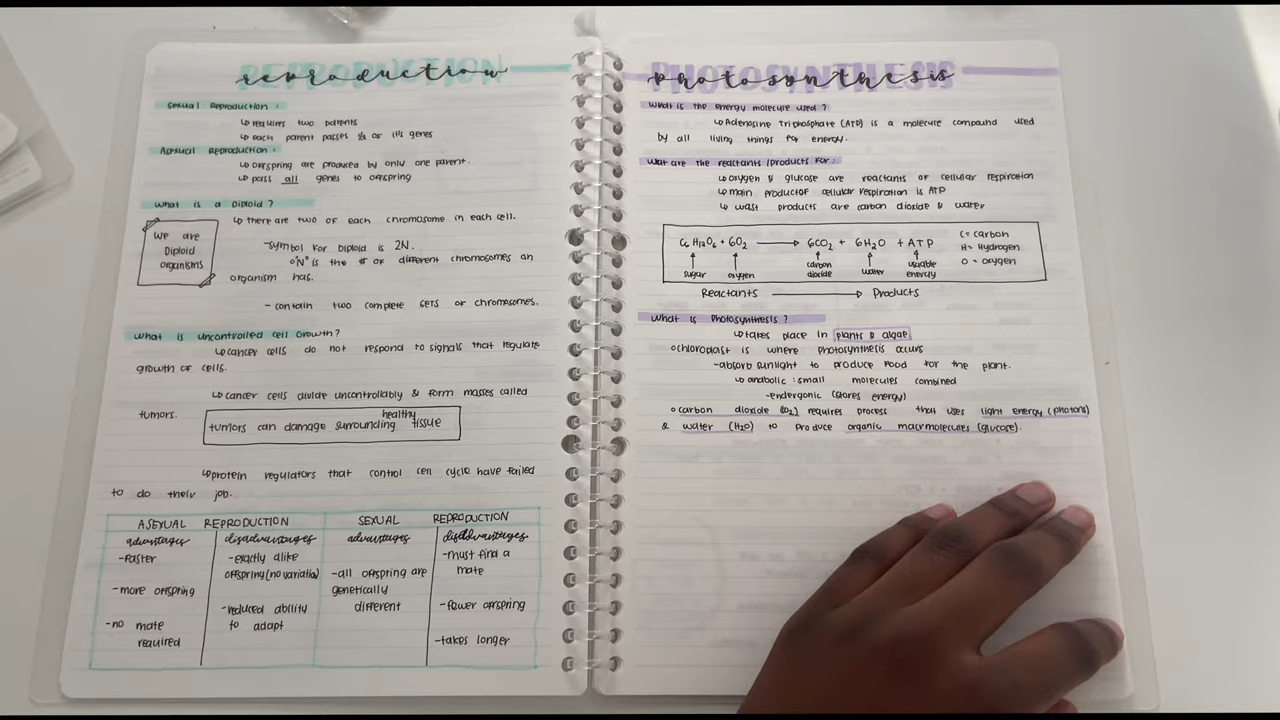 reproduction
Sexual Reproduction:
↳ requires two parents
↳ each parent passes ½ of it's genes
Asexual Reproduction:
↳ offspring are produced by only one parent.
↳ pass all genes to offspring
What is a Diploid?
↳ there are two of each chromosome in each cell.
We are
Diploid
organisms
-symbol for diploid is 2N.
"N" is the # of different chromosomes an
organism has.
- contain two complete sets of chromosomes.
What is uncontrolled cell Growth?
↳ cancer cells do not respond to signals that regulate
growth of cells.
↳ cancer cells divide uncontrollably & form masses called
tumors.
healthy
tumors can damage surrounding tissue
↳ protein regulators that control cell cycle have failed
to do their job.
ASEXUAL REPRODUCTION
advantages
-Faster
-more offspring
-no mate
required
disadvantages
-exactly alike
offspring (no variation)
-reduced ability
to adapt
SEXUAL REPRODUCTION
advantages
-all offspring are
genetically
different
disadvantages
-must find a
mate
-fewer offspring
-takes longer
PHOTOSYNTHESIS
photosynthesis
What is the energy molecule used?
↳ Adenosine triphosphate (ATP) is a molecule compound used
by all living things for energy.
What are the reactants/products for:
↳ oxygen & glucose are reactants of cellular respiration
↳ main product of cellular respiration is ATP
↳ wast products are carbon dioxide & water
C6H12O6 + 6O2 → 6CO2 + 6H2O + ATP
sugar oxygen carbon dioxide water usable energy
C = carbon
H = Hydrogen
O = oxygen
Reactants → Products
What is Photosynthesis?
↳ takes place in plants & algae
○ chloroplast is where photosynthesis occurs
-absorb sunlight to produce food for the plant.
↳ anabolic: small molecules combined
-endergonic (stores energy)
○ carbon dioxide (O2) requires process that uses light energy (photons)
& water (H2O) to produce organic macrmolecules (glucose).